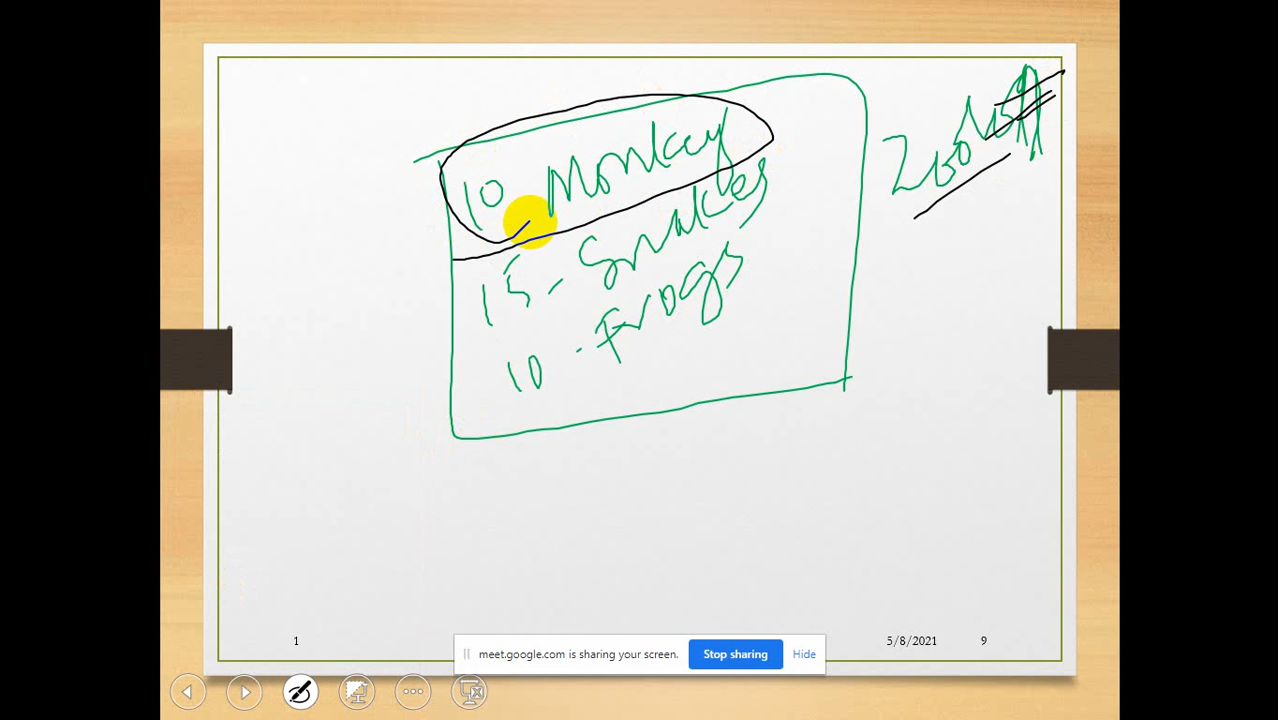 10 Monkey
15 - Snakes
10 - Frogs
1
5/8/2021
9
meet.google.com is sharing your screen.
Stop sharing
Hide